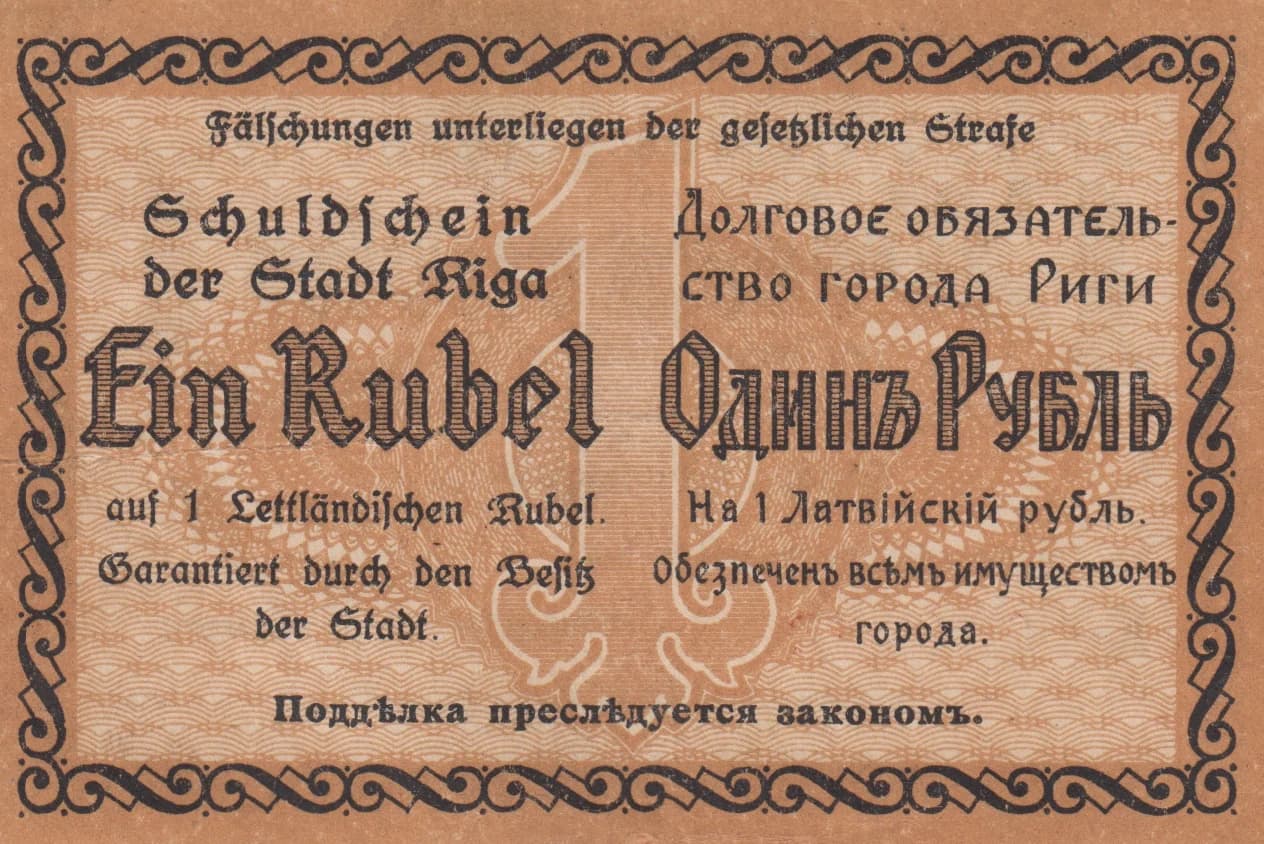 Fälschungen unterliegen der gesetzlichen Strafe
Schuldschein
der Stadt Riga
Ein Rubel
auf 1 Lettländischen Rubel.
Garantiert durch den Besitz
der Stadt.
Долговое обязатель-
ство города Риги
Одинъ Рубль
На 1 Латвійскій рубль.
Обезпеченъ всѣмъ имуществомъ
города.
1
Поддѣлка преслѣдуется закономъ.